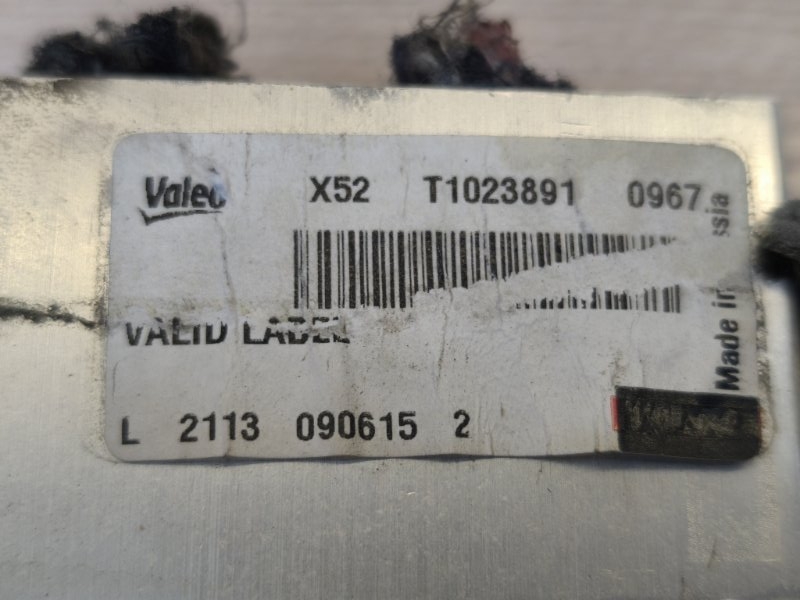 Valeo X52 T1023891 0967
VALID LABEL
L 2113 090615 2
Made in